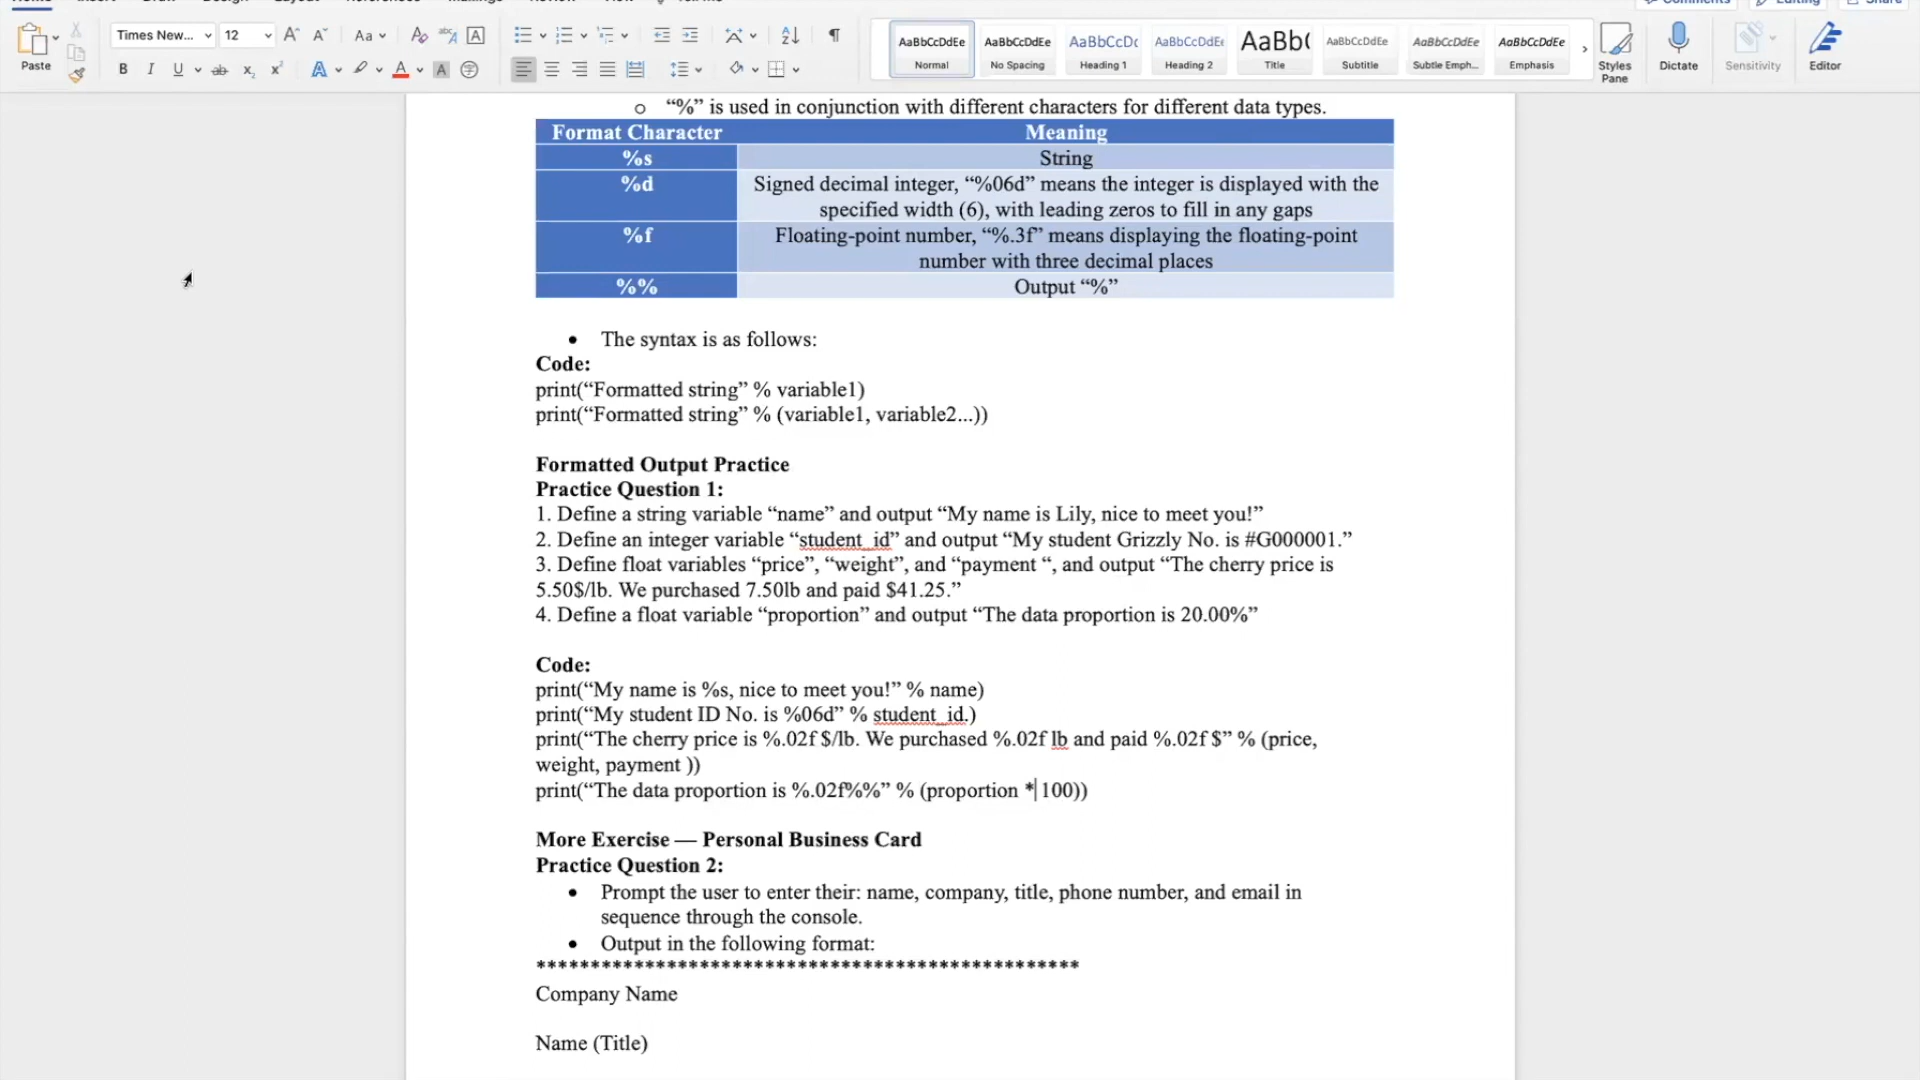 Comments
Editing
Share
Paste
Times New...
12
Aa
Normal
No Spacing
Heading 1
Heading 2
Title
Subtitle
Subtle Emph...
Emphasis
Styles Pane
Dictate
Sensitivity
Editor
o “%” is used in conjunction with different characters for different data types.
Format Character Meaning
%s String
%d Signed decimal integer, “%06d” means the integer is displayed with the
specified width (6), with leading zeros to fill in any gaps
%f Floating-point number, “%.3f” means displaying the floating-point
number with three decimal places
%% Output “%”
• The syntax is as follows:
Code:
print(“Formatted string” % variable1)
print(“Formatted string” % (variable1, variable2...))
Formatted Output Practice
Practice Question 1:
1. Define a string variable “name” and output “My name is Lily, nice to meet you!”
2. Define an integer variable “student_id” and output “My student Grizzly No. is #G000001.”
3. Define float variables “price”, “weight”, and “payment “, and output “The cherry price is
5.50$/lb. We purchased 7.50lb and paid $41.25.”
4. Define a float variable “proportion” and output “The data proportion is 20.00%”
Code:
print(“My name is %s, nice to meet you!” % name)
print(“My student ID No. is %06d” % student_id.)
print(“The cherry price is %.02f $/lb. We purchased %.02f lb and paid %.02f $” % (price,
weight, payment ))
print(“The data proportion is %.02f%%” % (proportion * 100))
More Exercise — Personal Business Card
Practice Question 2:
• Prompt the user to enter their: name, company, title, phone number, and email in
sequence through the console.
• Output in the following format:
**************************************************
Company Name
Name (Title)